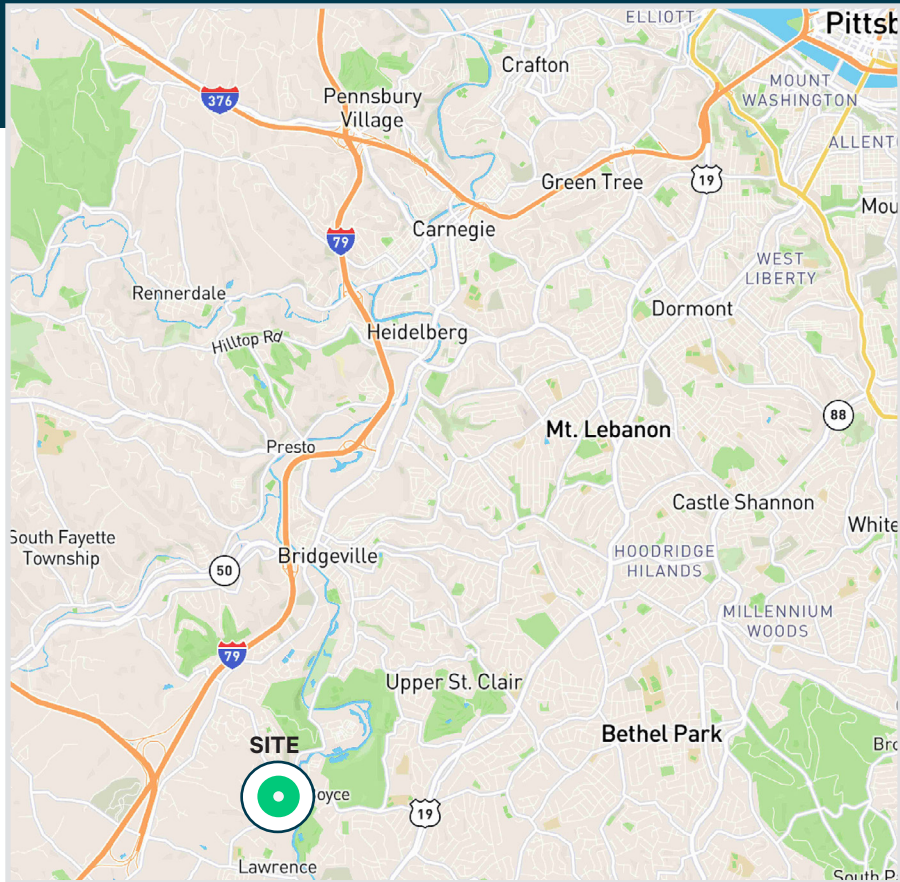 ELLIOTT
Pittsb
Crafton
376
Pennsbury
Village
MOUNT
WASHINGTON
ALLENT
Green Tree
19
Mou
Carnegie
79
WEST
LIBERTY
Rennerdale
Dormont
Hilltop Rd
Heidelberg
88
Mt. Lebanon
Presto
Castle Shannon
White
South Fayette
Township
Bridgeville
50
HOODRIDGE
HILANDS
MILLENNIUM
WOODS
79
Upper St. Clair
Bethel Park
Bro
SITE
oyce
19
Lawrence
South P